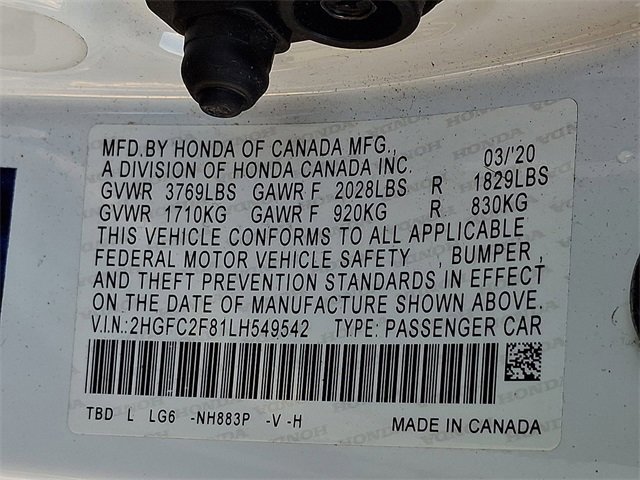 MFD.BY HONDA OF CANADA MFG.,
A DIVISION OF HONDA CANADA INC. 03/'20
GVWR 3769LBS GAWR F 2028LBS R 1829LBS
GVWR 1710KG GAWR F 920KG R 830KG
THIS VEHICLE CONFORMS TO ALL APPLICABLE
FEDERAL MOTOR VEHICLE SAFETY , BUMPER ,
AND THEFT PREVENTION STANDARDS IN EFFECT
ON THE DATE OF MANUFACTURE SHOWN ABOVE.
V.I.N.:2HGFC2F81LH549542 TYPE: PASSENGER CAR
TBD L LG6 -NH883P -V -H MADE IN CANADA